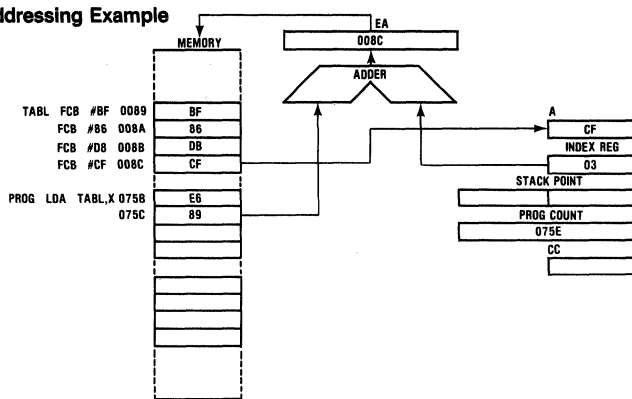 ddressing Example
EA
008C
MEMORY
ADDER
TABL FCB #BF 0089 BF
FCB #86 008A 86
FCB #D8 008B DB
FCB #CF 008C CF
A
CF
INDEX REG
03
STACK POINT
PROG LDA TABL,X 075B E6
075C 89
PROG COUNT
075E
CC